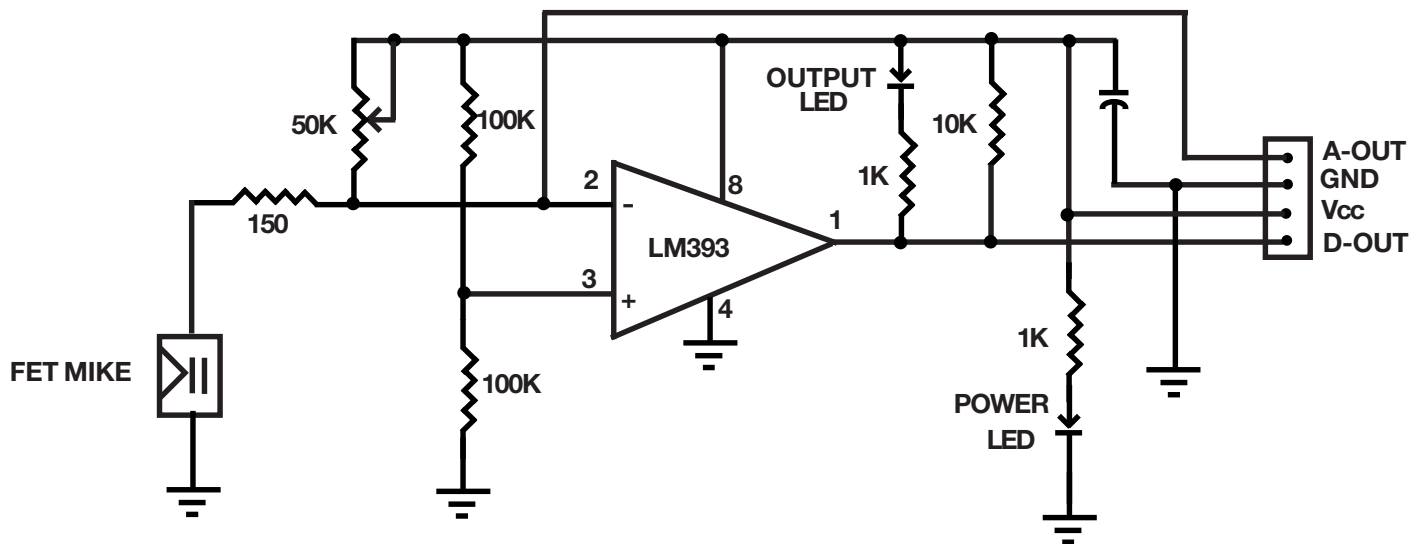 OUTPUT
LED
50K
100K
10K
1K
A-OUT
GND
Vcc
D-OUT
2
8
-
150
LM393
1
3
+
4
1K
FET MIKE
100K
POWER
LED